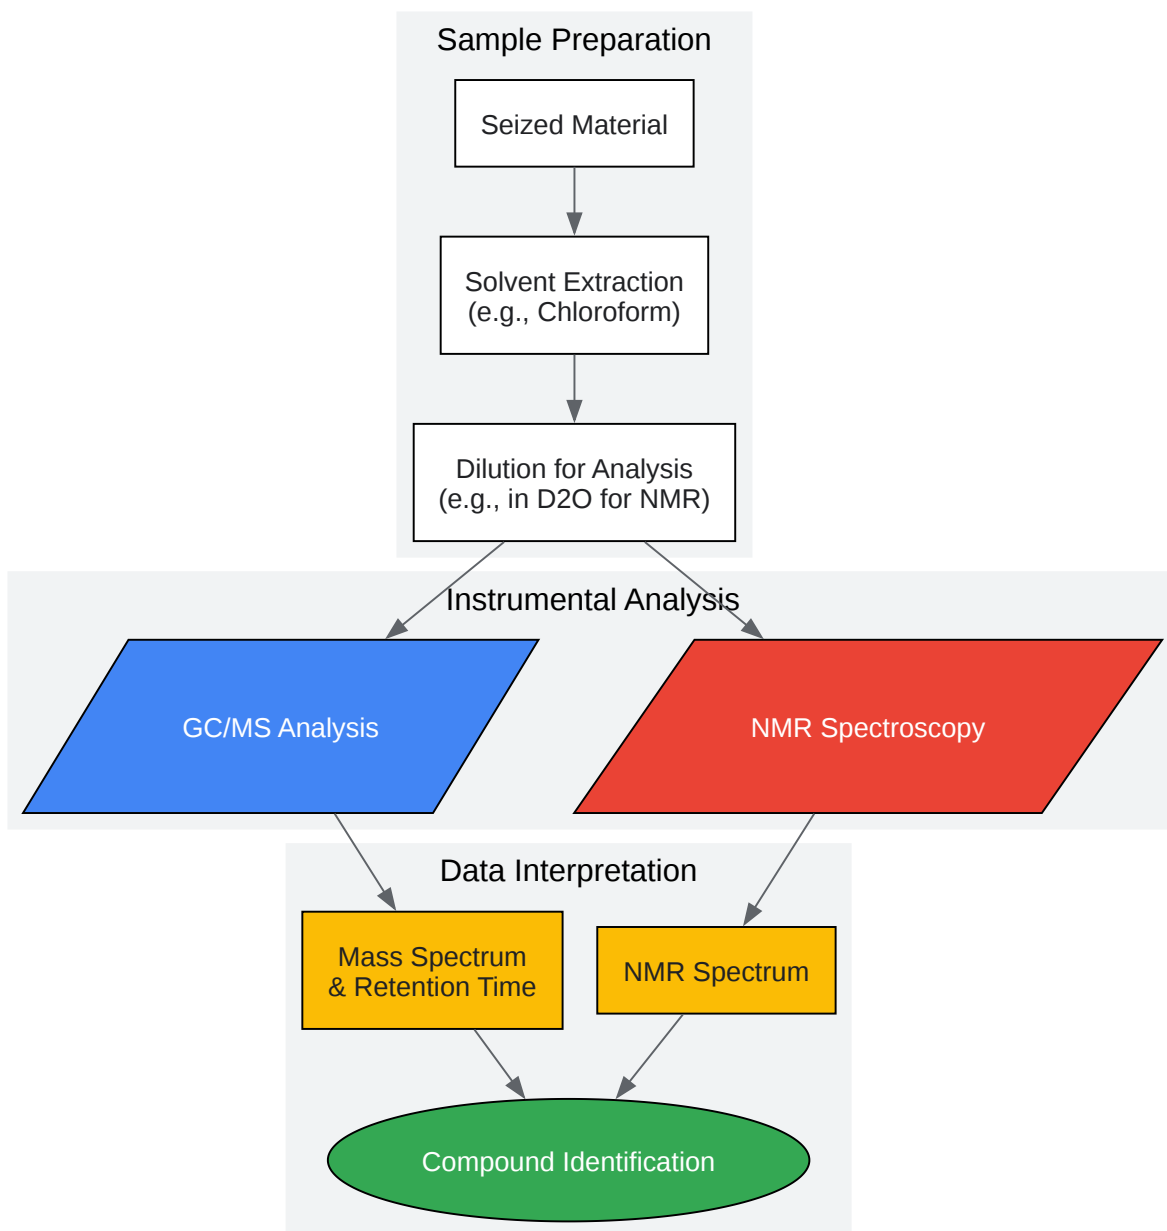 Sample Preparation
Seized Material
Solvent Extraction
(e.g., Chloroform)
Dilution for Analysis
(e.g., in D2O for NMR)
Instrumental Analysis
GC/MS Analysis
NMR Spectroscopy
Data Interpretation
Mass Spectrum
& Retention Time
NMR Spectrum
Compound Identification